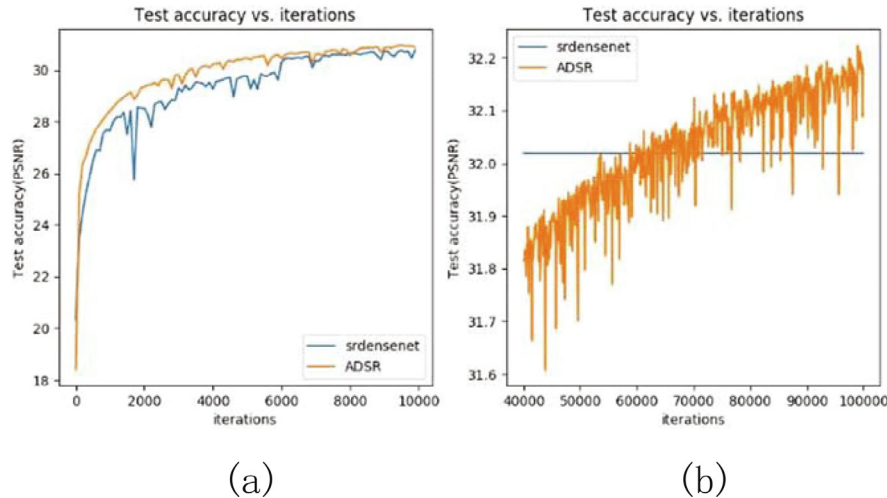 Test accuracy vs. iterations
Test accuracy(PSNR)
30
28
26
24
22
20
18
srdensenet
ADSR
0 2000 4000 6000 8000 10000
iterations
(a)
Test accuracy vs. iterations
srdensenet
ADSR
Test accuracy(PSNR)
32.2
32.1
32.0
31.9
31.8
31.7
31.6
40000 50000 60000 70000 80000 90000 100000
iterations
(b)